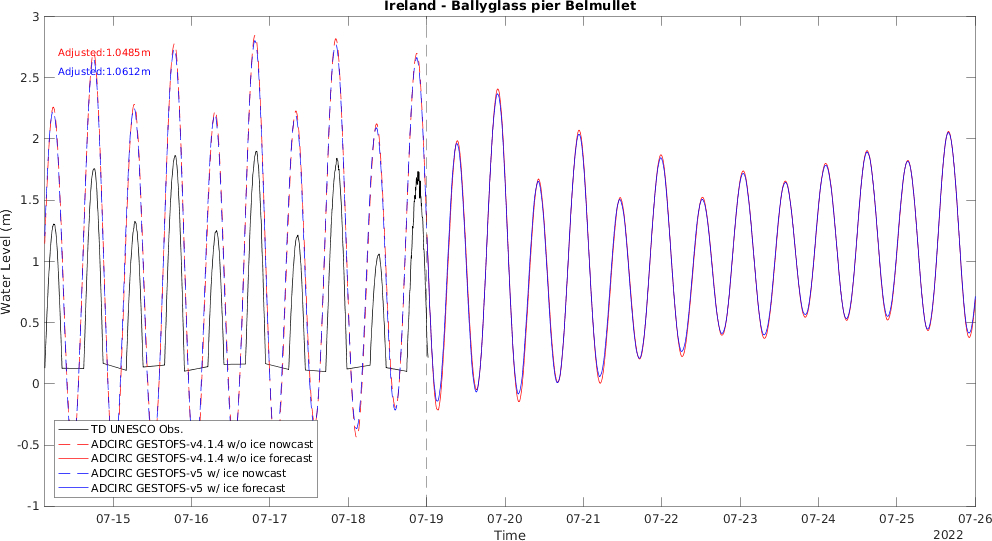 Ireland - Ballyglass pier Belmullet
Adjusted:1.0485m
Adjusted:1.0612m
3
2.5
2
1.5
1
0.5
0
-0.5
-1
Water Level (m)
TD UNESCO Obs.
ADCIRC GESTOFS-v4.1.4 w/o ice nowcast
ADCIRC GESTOFS-v4.1.4 w/o ice forecast
ADCIRC GESTOFS-v5 w/ ice nowcast
ADCIRC GESTOFS-v5 w/ ice forecast
07-15 07-16 07-17 07-18 07-19 07-20 07-21 07-22 07-23 07-24 07-25 07-26
Time
2022